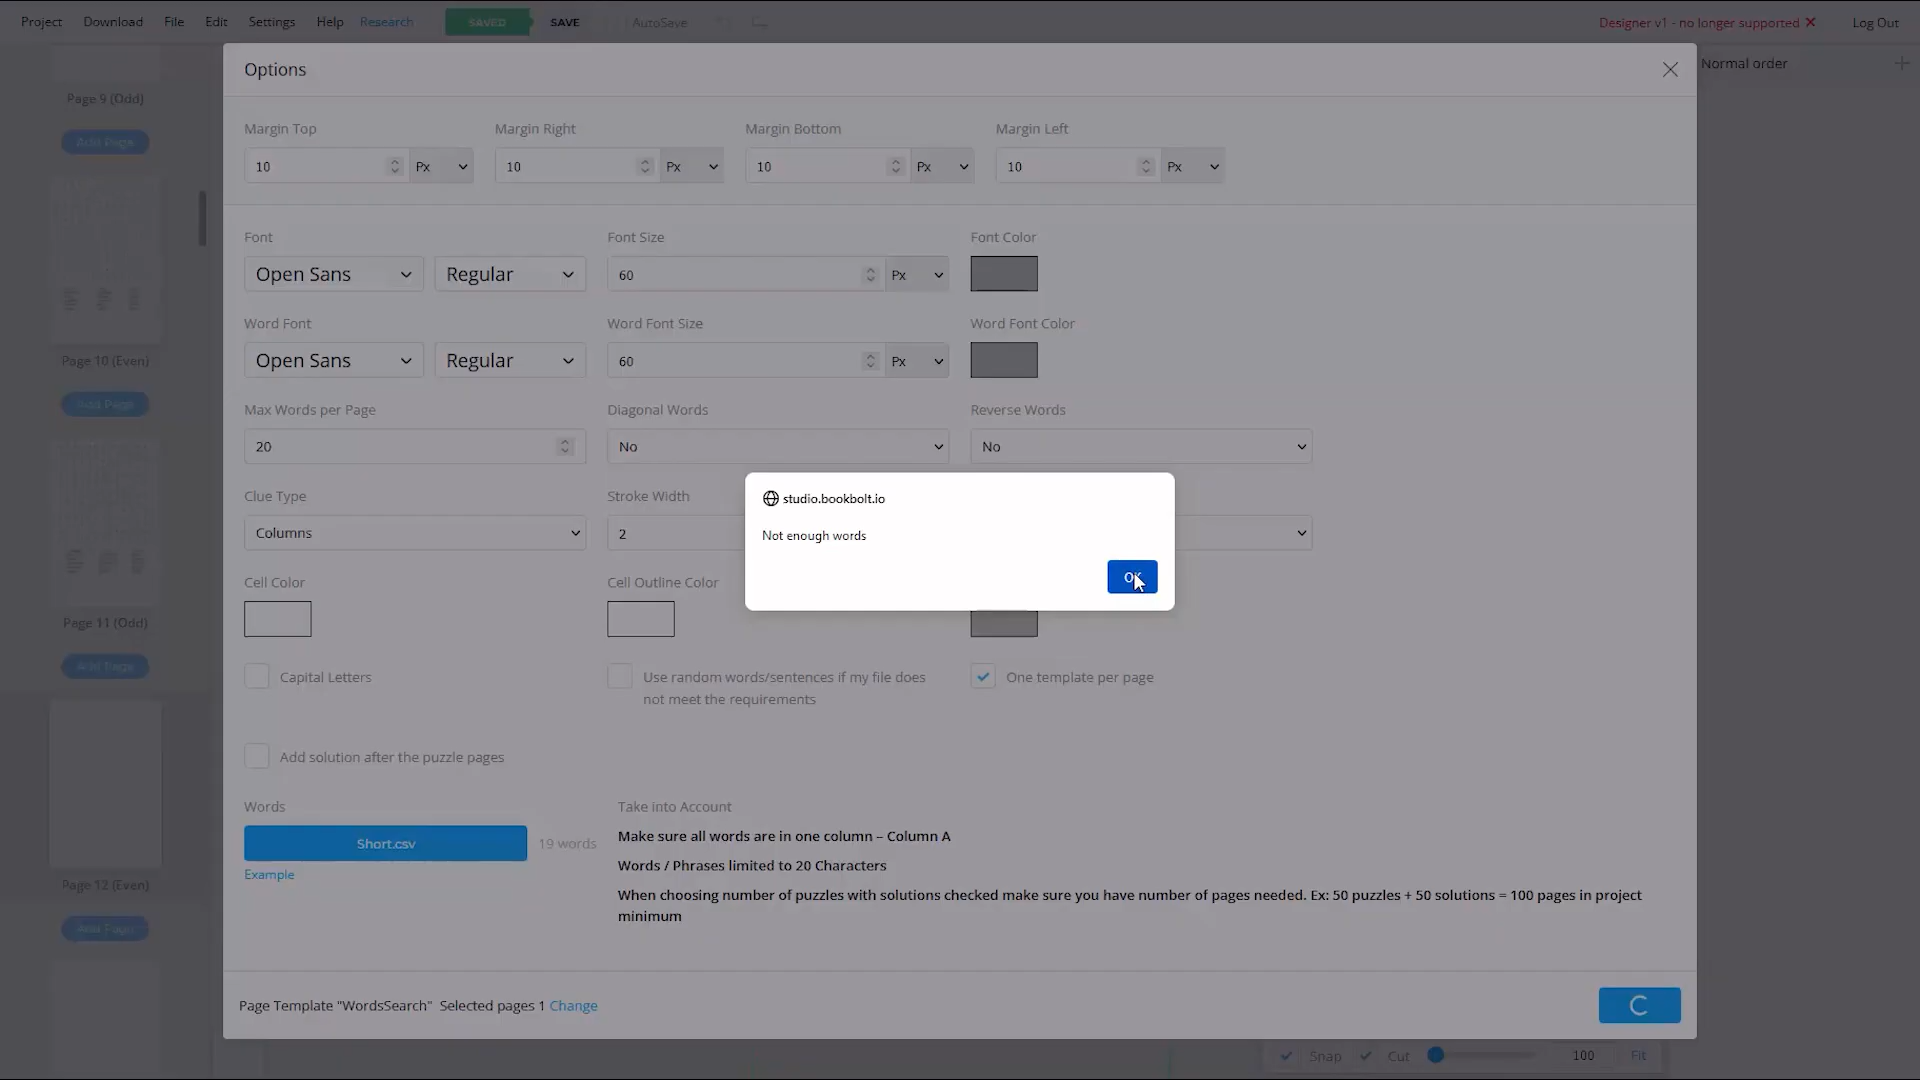 Project Download File Edit Settings Help Research SAVED SAVE AutoSave Designer v1 - no longer supported Log Out
Options
Normal order
Page 9 (Odd)
Add Page
Page 10 (Even)
Add Page
Page 11 (Odd)
Add Page
Page 12 (Even)
Add Page
Margin Top Margin Right Margin Bottom Margin Left
10 Px 10 Px 10 Px 10 Px
Font Font Size Font Color
Open Sans Regular 60 Px
Word Font Word Font Size Word Font Color
Open Sans Regular 60 Px
Max Words per Page Diagonal Words Reverse Words
20 No No
Clue Type Stroke Width
Columns 2
studio.bookbolt.io
Not enough words
OK
Cell Color Cell Outline Color
Capital Letters Use random words/sentences if my file does One template per page
not meet the requirements
Add solution after the puzzle pages
Words Take into Account
Short.csv 19 words Make sure all words are in one column – Column A
Example Words / Phrases limited to 20 Characters
When choosing number of puzzles with solutions checked make sure you have number of pages needed. Ex: 50 puzzles + 50 solutions = 100 pages in project
minimum
Page Template "WordsSearch" Selected pages 1 Change
Snap Cut 100 Fit